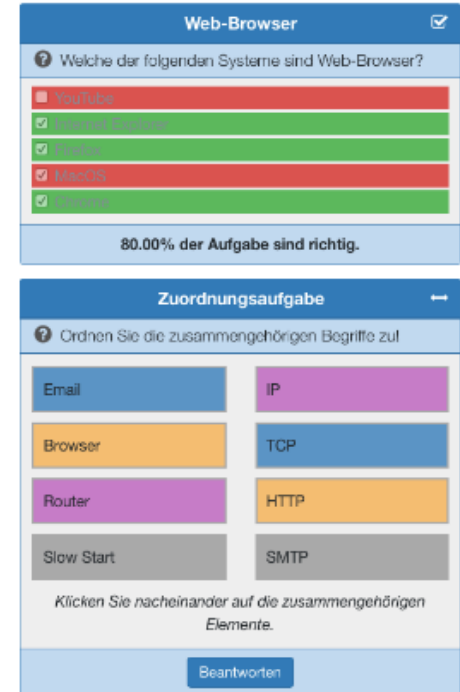 Web-Browser
Welche der folgenden Systeme sind Web-Browser?
YouTube
Internet Explorer
Firefox
MacOS
Chrome
80.00% der Aufgabe sind richtig.
Zuordnungsaufgabe
Ordnen Sie die zusammengehörigen Begriffe zu!
Email
IP
Browser
TCP
Router
HTTP
Slow Start
SMTP
Klicken Sie nacheinander auf die zusammengehörigen
Elemente.
Beantworten